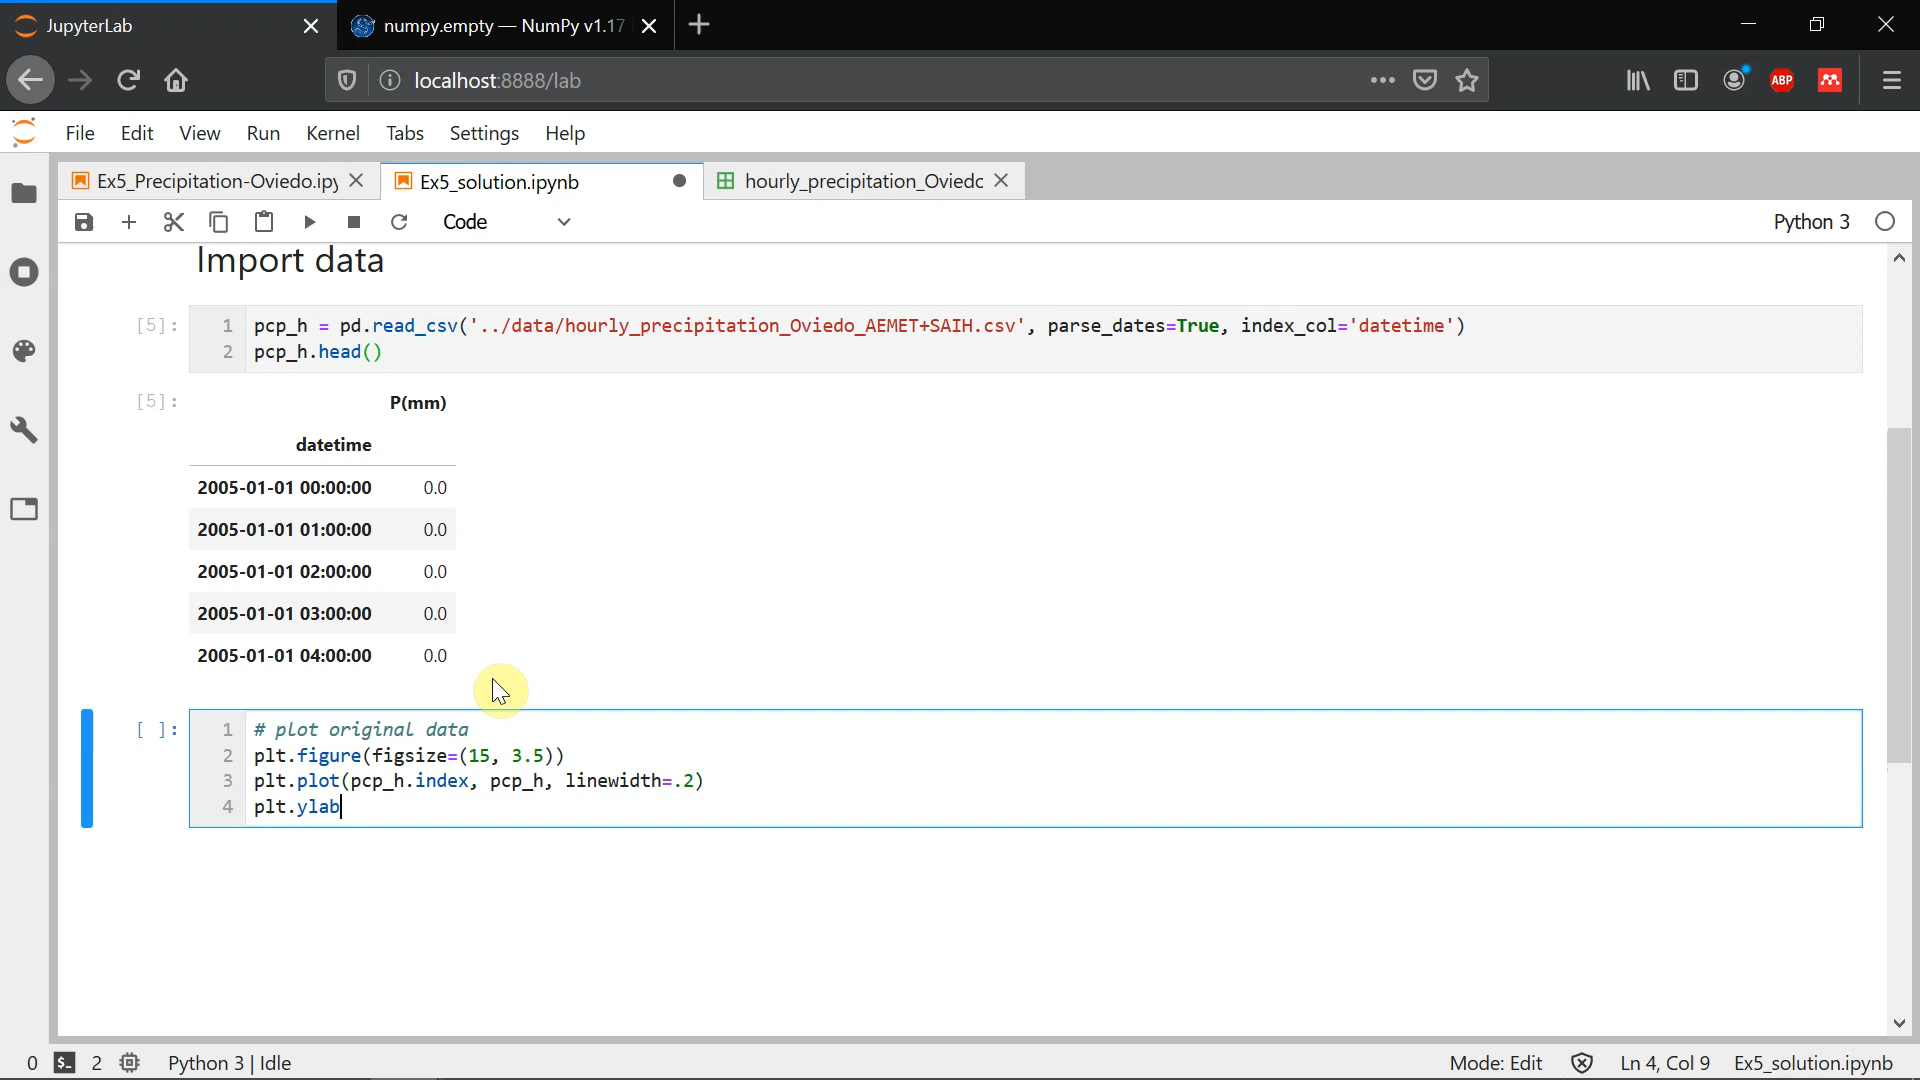 JupyterLab
numpy.empty — NumPy v1.17
localhost:8888/lab
ABP
File Edit View Run Kernel Tabs Settings Help
Ex5_Precipitation-Oviedo.ipy
Ex5_solution.ipynb
hourly_precipitation_Oviedo
Code
Python 3
Import data
[5]:
1 pcp_h = pd.read_csv('../data/hourly_precipitation_Oviedo_AEMET+SAIH.csv', parse_dates=True, index_col='datetime')
2 pcp_h.head()
[5]:
P(mm)
datetime
2005-01-01 00:00:00 0.0
2005-01-01 01:00:00 0.0
2005-01-01 02:00:00 0.0
2005-01-01 03:00:00 0.0
2005-01-01 04:00:00 0.0
[ ]:
1 # plot original data
2 plt.figure(figsize=(15, 3.5))
3 plt.plot(pcp_h.index, pcp_h, linewidth=.2)
4 plt.ylab
0 $_ 2 Python 3 | Idle
Mode: Edit Ln 4, Col 9 Ex5_solution.ipynb